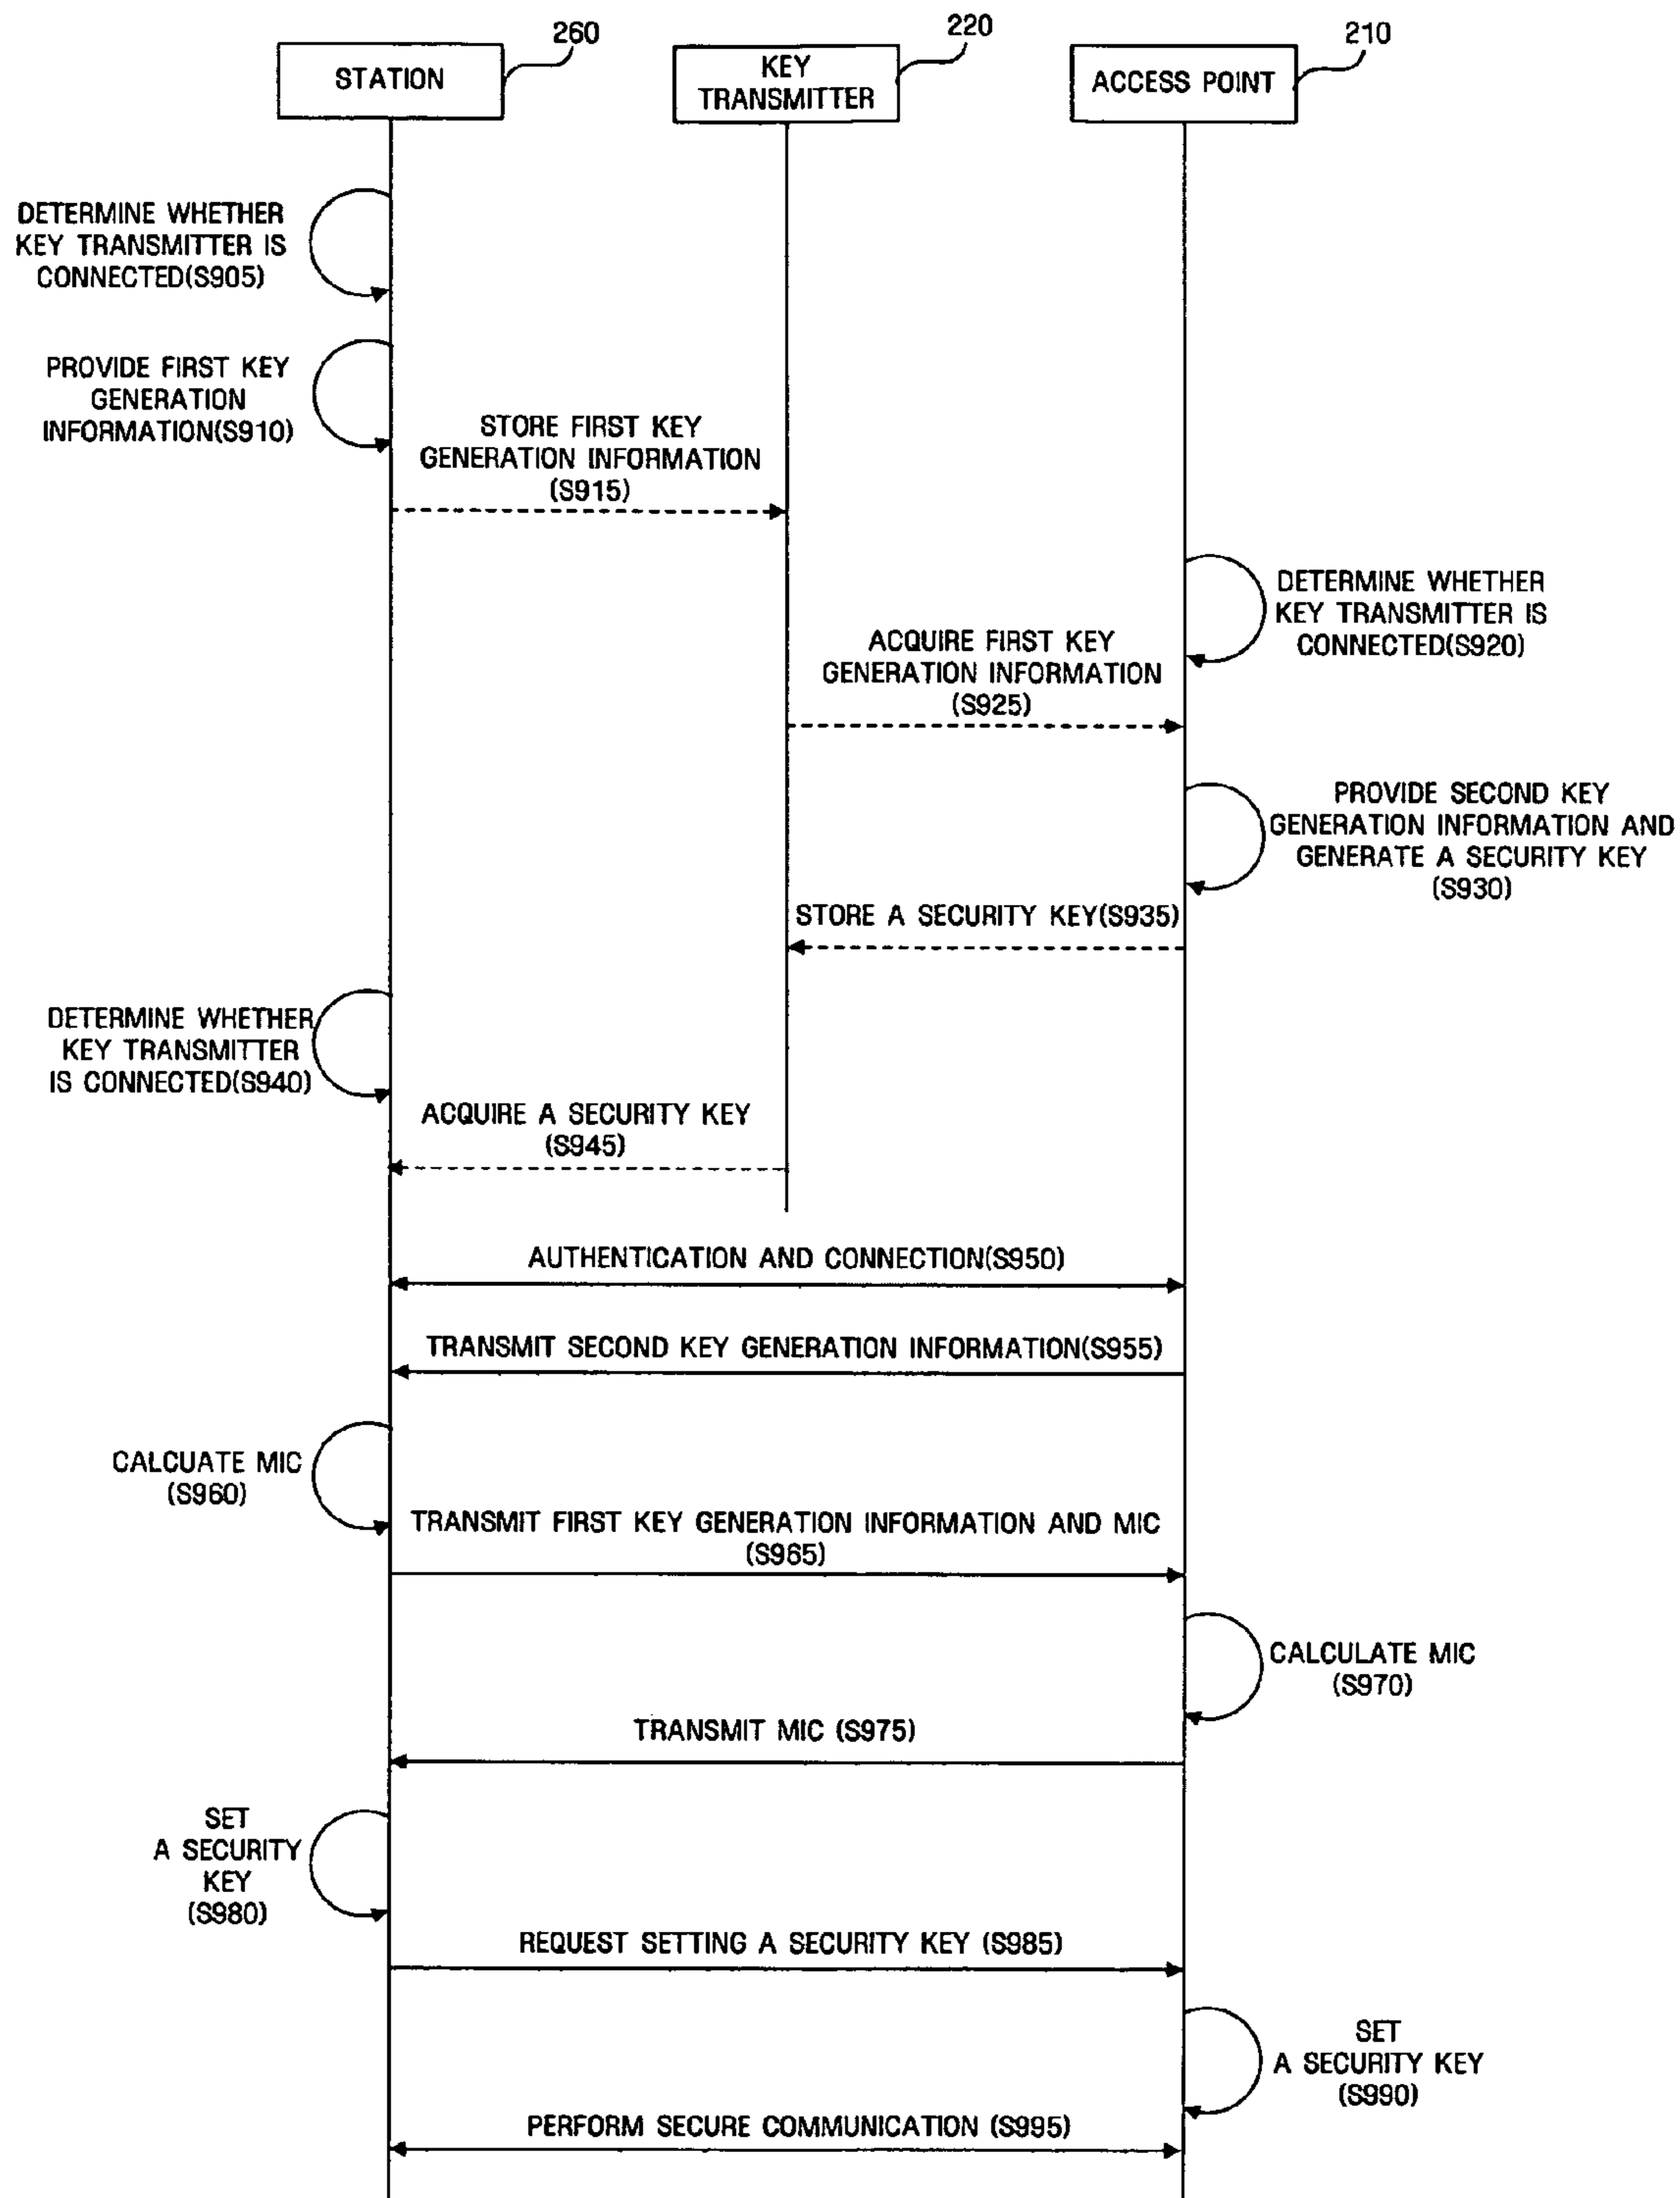 260
220
210
STATION
KEY
TRANSMITTER
ACCESS POINT
DETERMINE WHETHER
KEY TRANSMITTER IS
CONNECTED(S905)
PROVIDE FIRST KEY
GENERATION
INFORMATION(S910)
STORE FIRST KEY
GENERATION INFORMATION
(S915)
DETERMINE WHETHER
KEY TRANSMITTER IS
CONNECTED(S920)
ACQUIRE FIRST KEY
GENERATION INFORMATION
(S925)
PROVIDE SECOND KEY
GENERATION INFORMATION AND
GENERATE A SECURITY KEY
(S930)
STORE A SECURITY KEY(S935)
DETERMINE WHETHER
KEY TRANSMITTER
IS CONNECTED(S940)
ACQUIRE A SECURITY KEY
(S945)
AUTHENTICATION AND CONNECTION(S950)
TRANSMIT SECOND KEY GENERATION INFORMATION(S955)
CALCUATE MIC
(S960)
TRANSMIT FIRST KEY GENERATION INFORMATION AND MIC
(S965)
CALCULATE MIC
(S970)
TRANSMIT MIC (S975)
SET
A SECURITY
KEY
(S980)
REQUEST SETTING A SECURITY KEY (S985)
SET
A SECURITY KEY
(S990)
PERFORM SECURE COMMUNICATION (S995)